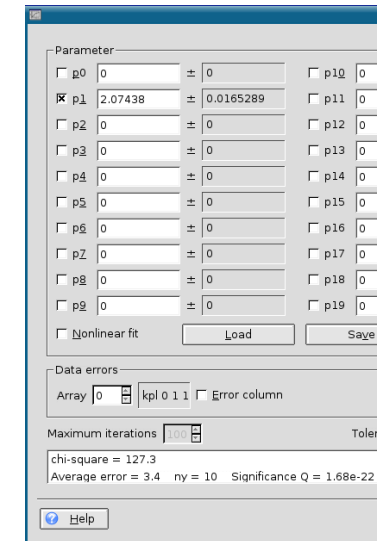 Parameter
p0 0 ± 0 p10 0
p1 2.07438 ± 0.0165289 p11 0
p2 0 ± 0 p12 0
p3 0 ± 0 p13 0
p4 0 ± 0 p14 0
p5 0 ± 0 p15 0
p6 0 ± 0 p16 0
p7 0 ± 0 p17 0
p8 0 ± 0 p18 0
p9 0 ± 0 p19 0
Nonlinear fit Load Save
Data errors
Array 0 kpl 0 1 1 Error column
Maximum iterations 100 Toler
chi-square = 127.3
Average error = 3.4 ny = 10 Significance Q = 1.68e-22
Help